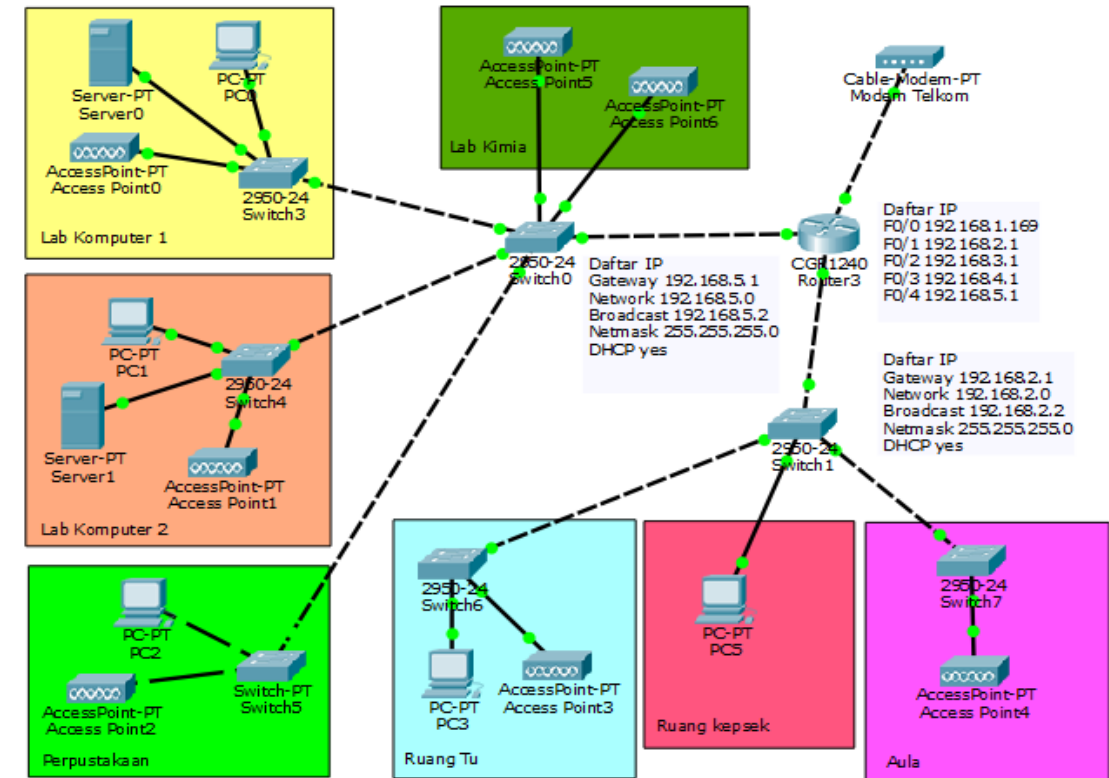 Server-PT
Server0
PC-PT
PC0
AccessPoint-PT
Access Point0
2950-24
Switch3
Lab Komputer 1
AccessPoint-PT
Access Point5
AccessPoint-PT
Access Point6
Lab Kimia
Cable-Modem-PT
Modem Telkom
2950-24
Switch0
Daftar IP
Gateway 192.168.5.1
Network 192.168.5.0
Broadcast 192.168.5.2
Netmask 255.255.255.0
DHCP yes
CGR1240
Router3
Daftar IP
F0/0 192.168.1.169
F0/1 192.168.2.1
F0/2 192.168.3.1
F0/3 192.168.4.1
F0/4 192.168.5.1
PC-PT
PC1
2950-24
Switch4
Server-PT
Server1
AccessPoint-PT
Access Point1
Lab Komputer 2
Daftar IP
Gateway 192.168.2.1
Network 192.168.2.0
Broadcast 192.168.2.2
Netmask 255.255.255.0
DHCP yes
2950-24
Switch1
PC-PT
PC2
Switch-PT
Switch5
AccessPoint-PT
Access Point2
Perpustakaan
2950-24
Switch6
PC-PT
PC3
AccessPoint-PT
Access Point3
Ruang Tu
PC-PT
PC5
Ruang kepsek
2950-24
Switch7
AccessPoint-PT
Access Point4
Aula